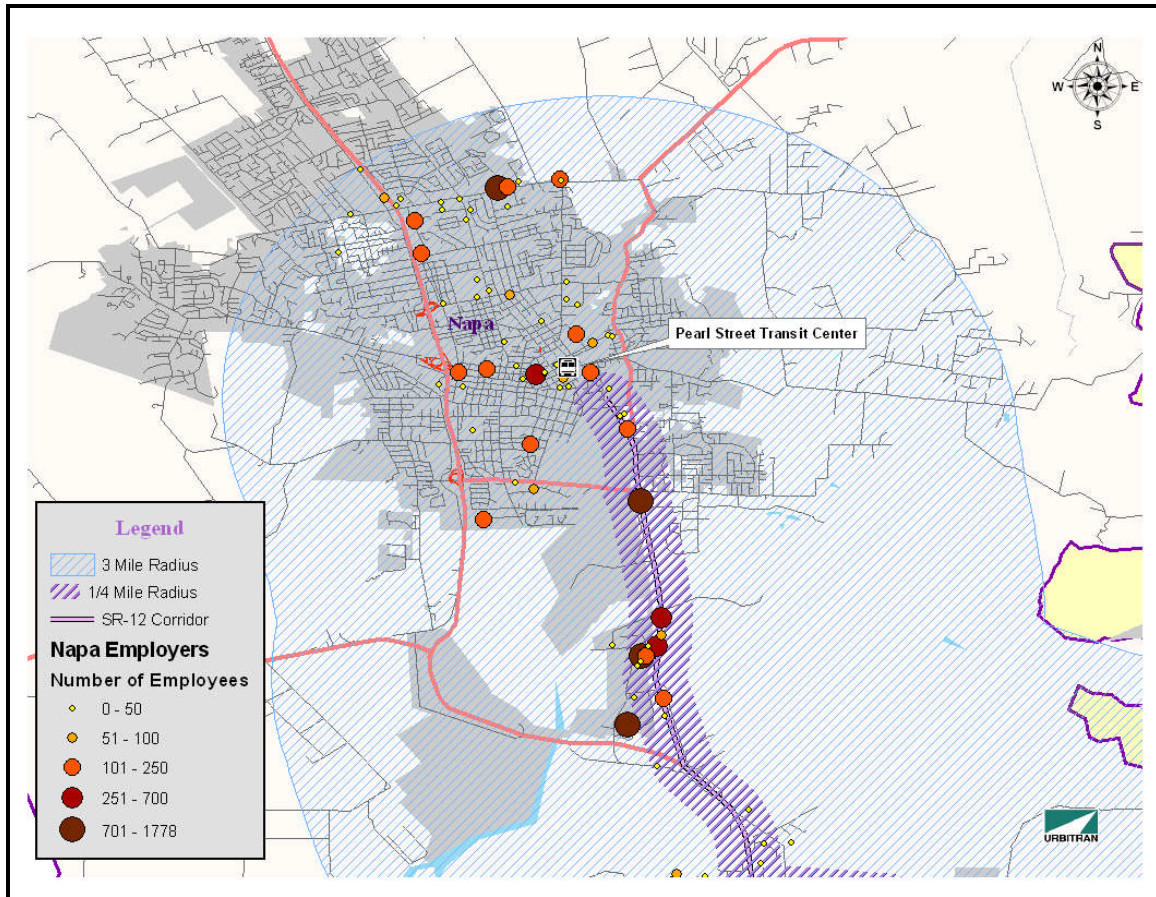 N
W
E
S
Napa
Pearl Street Transit Center
Legend
3 Mile Radius
1/4 Mile Radius
SR-12 Corridor
Napa Employers
Number of Employees
0 - 50
51 - 100
101 - 250
251 - 700
701 - 1778
URBITRAN